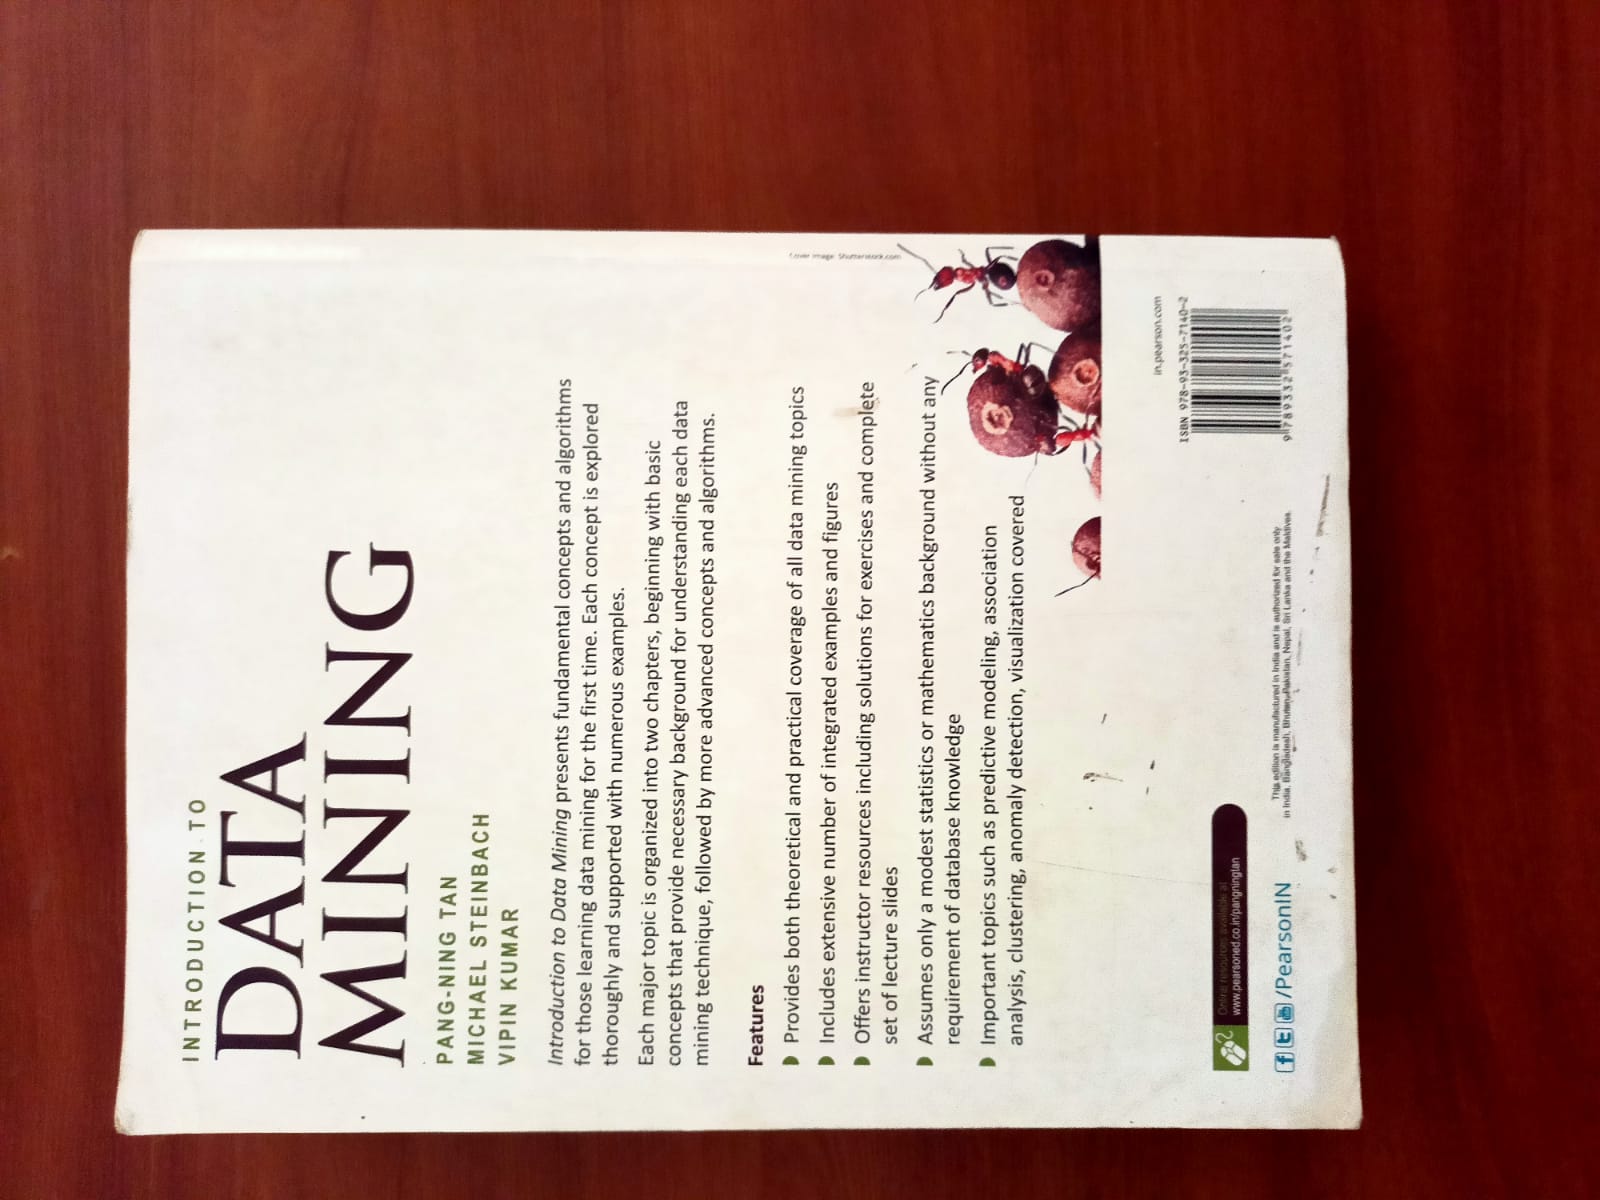 INTRODUCTION TO
DATA
MINING
PANG-NING TAN
MICHAEL STEINBACH
VIPIN KUMAR
Introduction to Data Mining presents fundamental concepts and algorithms
for those learning data mining for the first time. Each concept is explored
thoroughly and supported with numerous examples.
Each major topic is organized into two chapters, beginning with basic
concepts that provide necessary background for understanding each data
mining technique, followed by more advanced concepts and algorithms.
Features
Provides both theoretical and practical coverage of all data mining topics
Includes extensive number of integrated examples and figures
Offers instructor resources including solutions for exercises and complete
set of lecture slides
Assumes only a modest statistics or mathematics background without any
requirement of database knowledge
Important topics such as predictive modeling, association
analysis, clustering, anomaly detection, visualization covered
Cover image: Shutterstock.com
in.pearson.com
ISBN 978-93-325-7140-2
9 789332 571402
Online resources available at
www.pearsoned.co.in/pangningtan
/PearsonIN
This edition is manufactured in India and is authorized for sale only
in India, Bangladesh, Bhutan, Pakistan, Nepal, Sri Lanka and the Maldives.